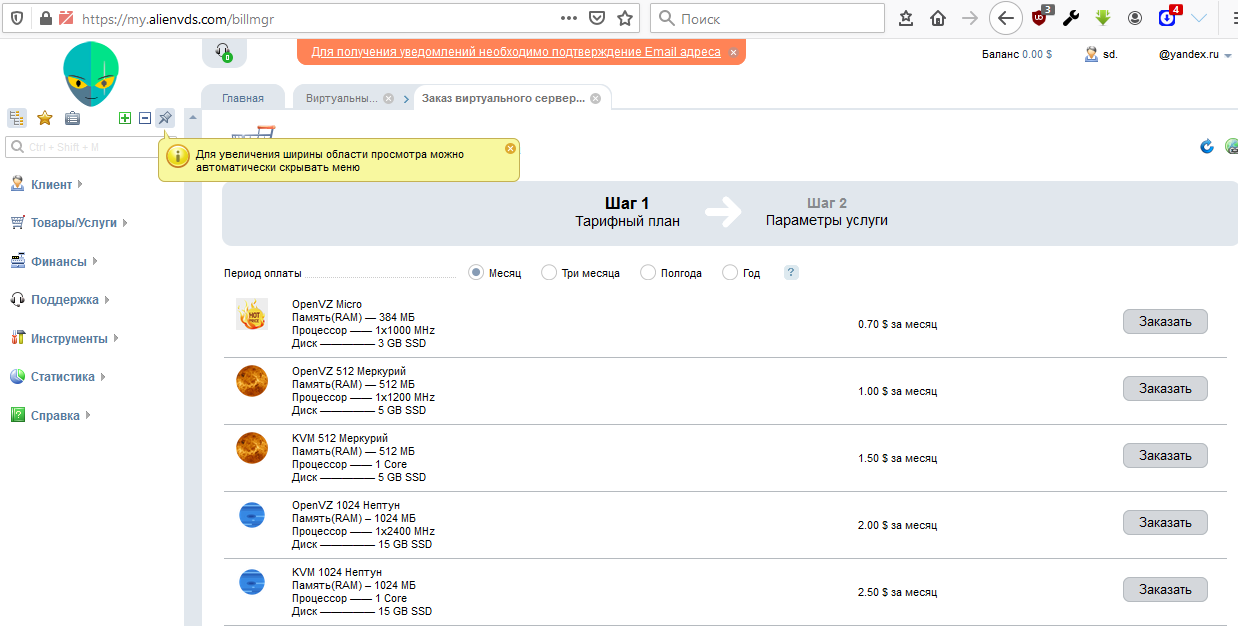 https://my.alienvds.com/billmgr
Поиск
3
4
0
Для получения уведомлений необходимо подтверждение Email адреса
Баланс 0.00 $
sd.
@yandex.ru
Главная
Виртуальны...
Заказ виртуального сервер...
Ctrl + Shift + M
Для увеличения ширины области просмотра можно
автоматически скрывать меню
Клиент
Товары/Услуги
Финансы
Поддержка
Инструменты
Статистика
Справка
Шаг 1
Тарифный план
Шаг 2
Параметры услуги
Период оплаты
Месяц
Три месяца
Полгода
Год
?
HOT PRICE
OpenVZ Micro
Память(RAM) — 384 МБ
Процессор —— 1x1000 MHz
Диск ————— 3 GB SSD
0.70 $ за месяц
Заказать
OpenVZ 512 Меркурий
Память(RAM) — 512 МБ
Процессор —— 1x1200 MHz
Диск ————— 5 GB SSD
1.00 $ за месяц
Заказать
KVM 512 Меркурий
Память(RAM) — 512 МБ
Процессор —— 1 Core
Диск ————— 5 GB SSD
1.50 $ за месяц
Заказать
OpenVZ 1024 Нептун
Память(RAM) – 1024 МБ
Процессор —— 1x2400 MHz
Диск ————— 15 GB SSD
2.00 $ за месяц
Заказать
KVM 1024 Нептун
Память(RAM) – 1024 МБ
Процессор —— 1 Core
Диск ————— 15 GB SSD
2.50 $ за месяц
Заказать